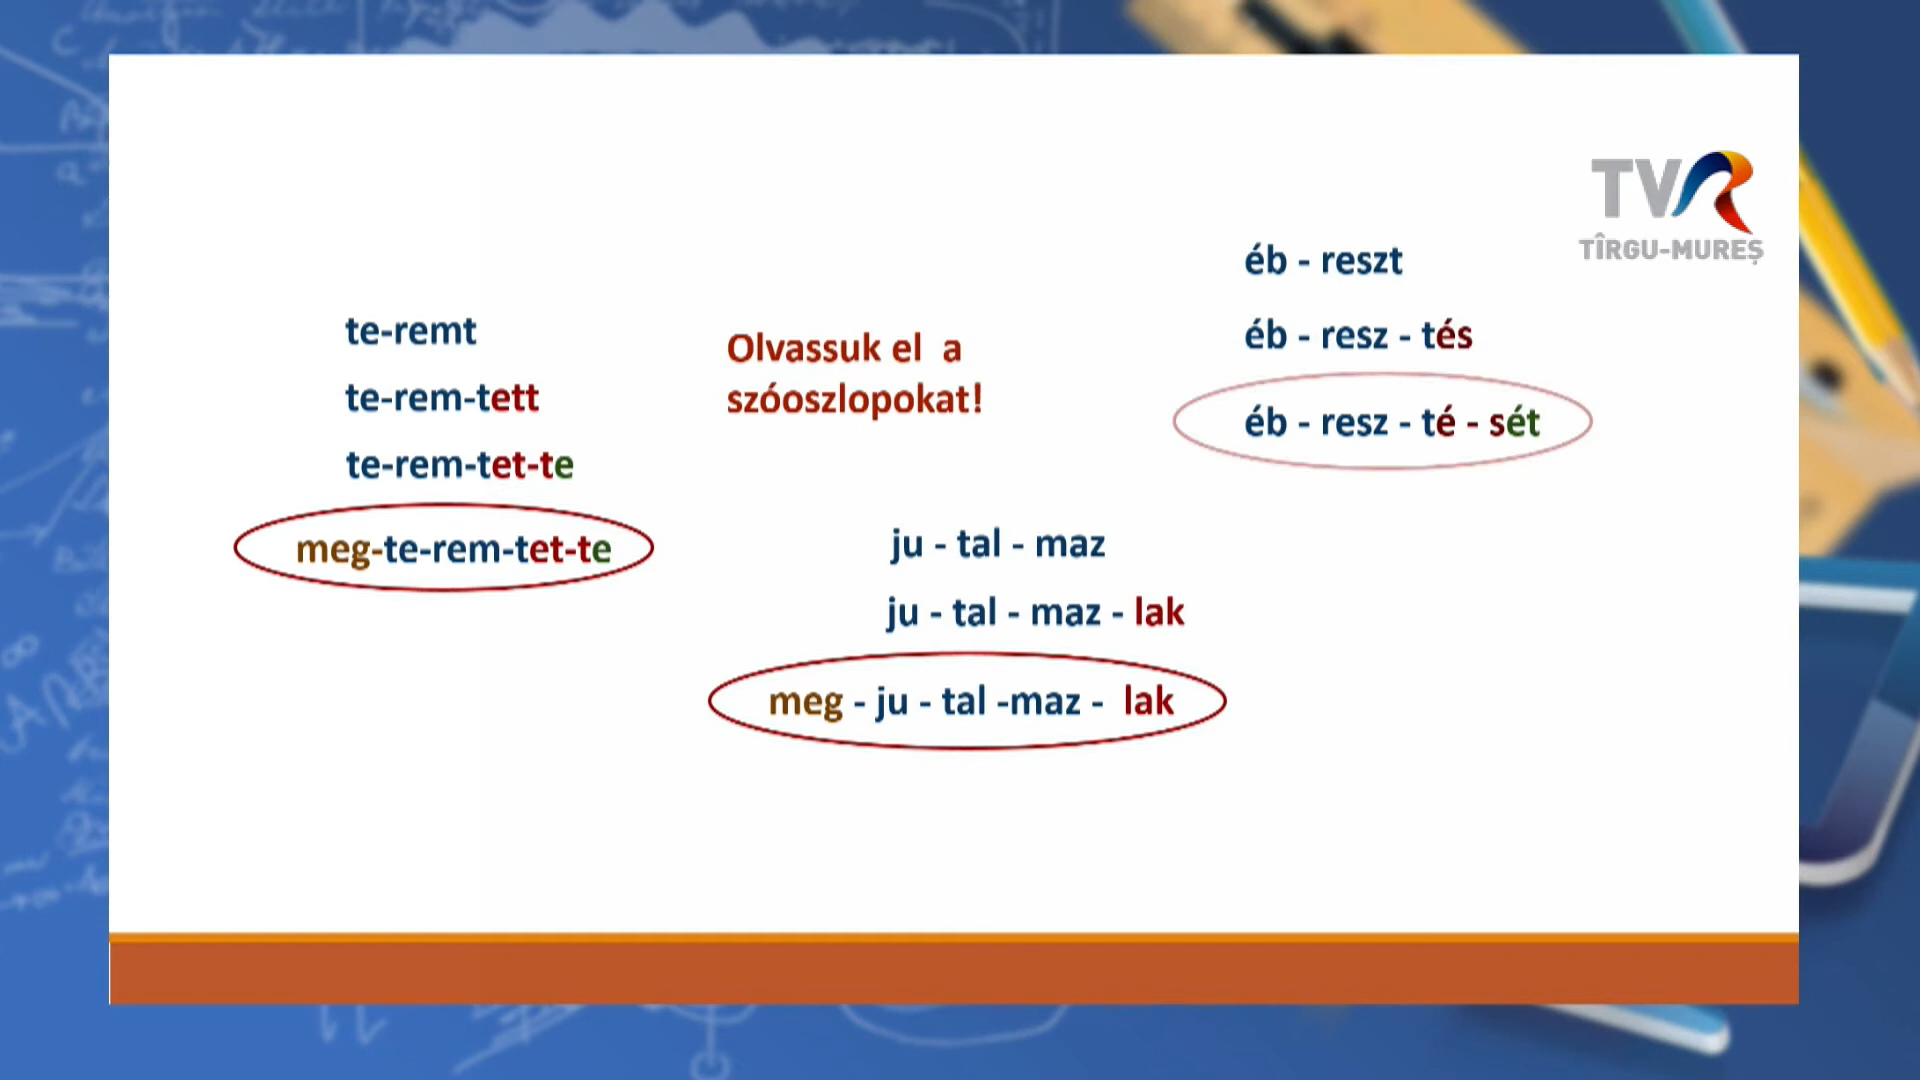 TVR
TÎRGU-MUREȘ
te-remt
te-rem-tett
te-rem-tet-te
meg-te-rem-tet-te
Olvassuk el a
szóoszlopokat!
éb - reszt
éb - resz - tés
éb - resz - té - sét
ju - tal - maz
ju - tal - maz - lak
meg - ju - tal -maz - lak